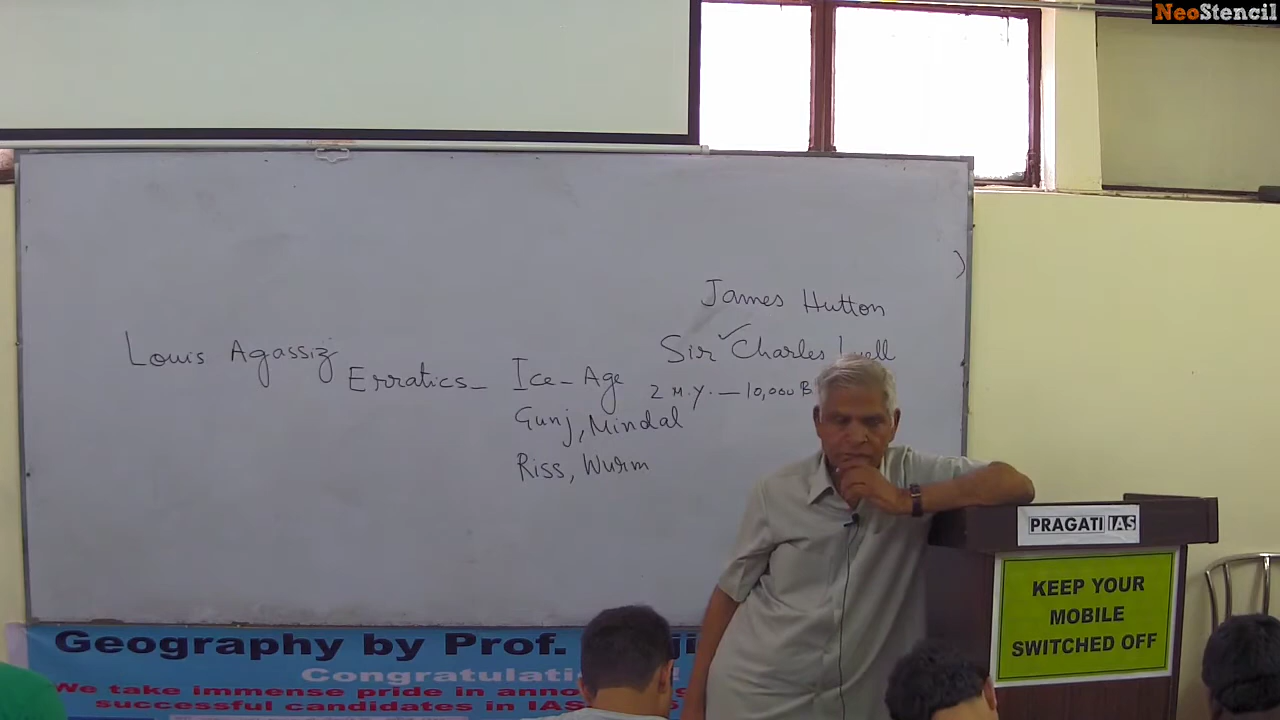 NeoStencil
James Hutton
Sir Charles Lyell
Louis Agassiz
Erratics- Ice-Age 2 M.Y. - 10,000 B
Gunj, Mindal
Riss, Wurm
PRAGATI IAS
KEEP YOUR
MOBILE
SWITCHED OFF
Geography by Prof.
Congratulati
We take immense pride in anno
successful candidates in IAS